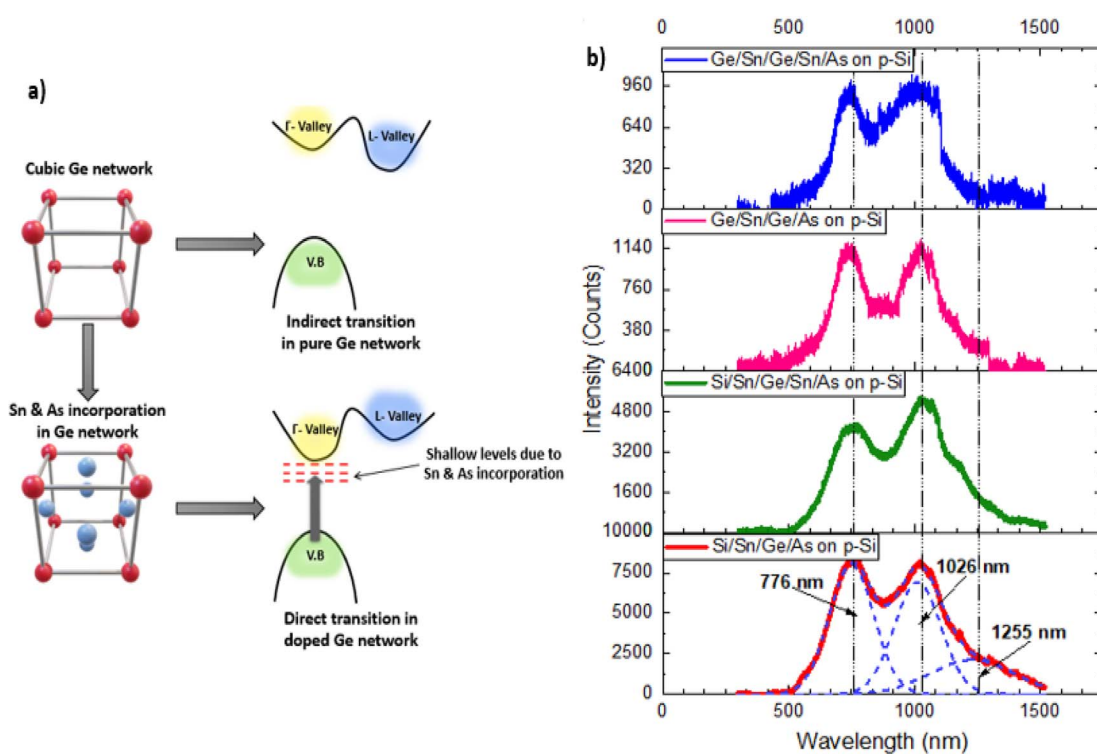 a)
Cubic Ge network
Γ- Valley
L- Valley
V.B
Indirect transition
in pure Ge network
Sn & As incorporation
in Ge network
Γ- Valley
L- Valley
Shallow levels due to
Sn & As incorporation
V.B
Direct transition in
doped Ge network
b)
0 500 1000 1500
Ge/Sn/Ge/Sn/As on p-Si
960
640
320
0
Ge/Sn/Ge/As on p-Si
1140
760
380
6400
Si/Sn/Ge/Sn/As on p-Si
4800
3200
1600
10000
Si/Sn/Ge/As on p-Si
7500
5000
2500
0
776 nm
1026 nm
1255 nm
Intensity (Counts)
0 500 1000 1500
Wavelength (nm)